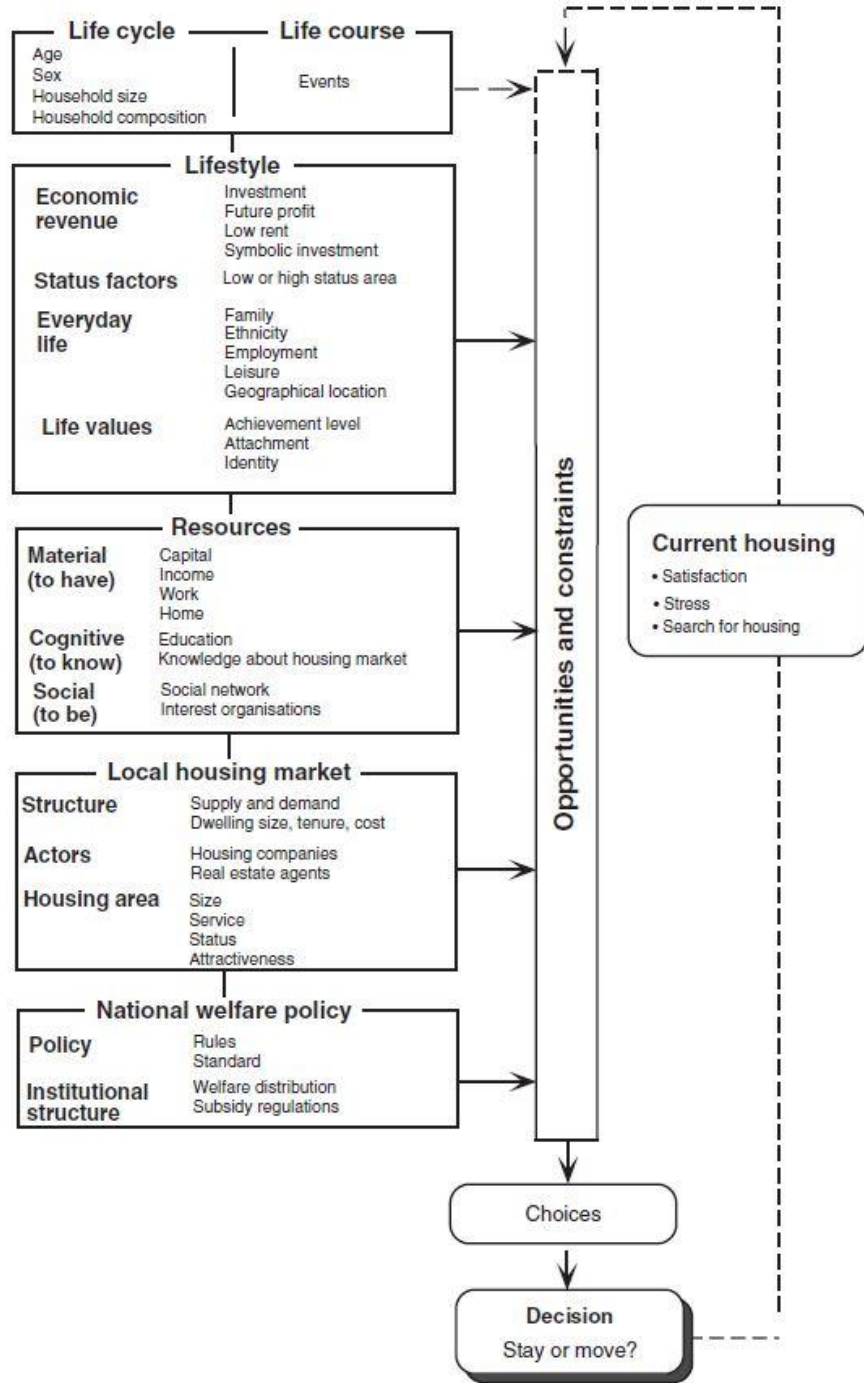 Life cycle
Life course
Age
Sex
Household size
Household composition
Events
Lifestyle
Economic
revenue
Investment
Future profit
Low rent
Symbolic investment
Status factors
Low or high status area
Everyday
life
Family
Ethnicity
Employment
Leisure
Geographical location
Life values
Achievement level
Attachment
Identity
Resources
Material
(to have)
Capital
Income
Work
Home
Cognitive
(to know)
Education
Knowledge about housing market
Social
(to be)
Social network
Interest organisations
Local housing market
Structure
Supply and demand
Dwelling size, tenure, cost
Actors
Housing companies
Real estate agents
Housing area
Size
Service
Status
Attractiveness
National welfare policy
Policy
Rules
Standard
Institutional
structure
Welfare distribution
Subsidy regulations
Opportunities and constraints
Current housing
• Satisfaction
• Stress
• Search for housing
Choices
Decision
Stay or move?